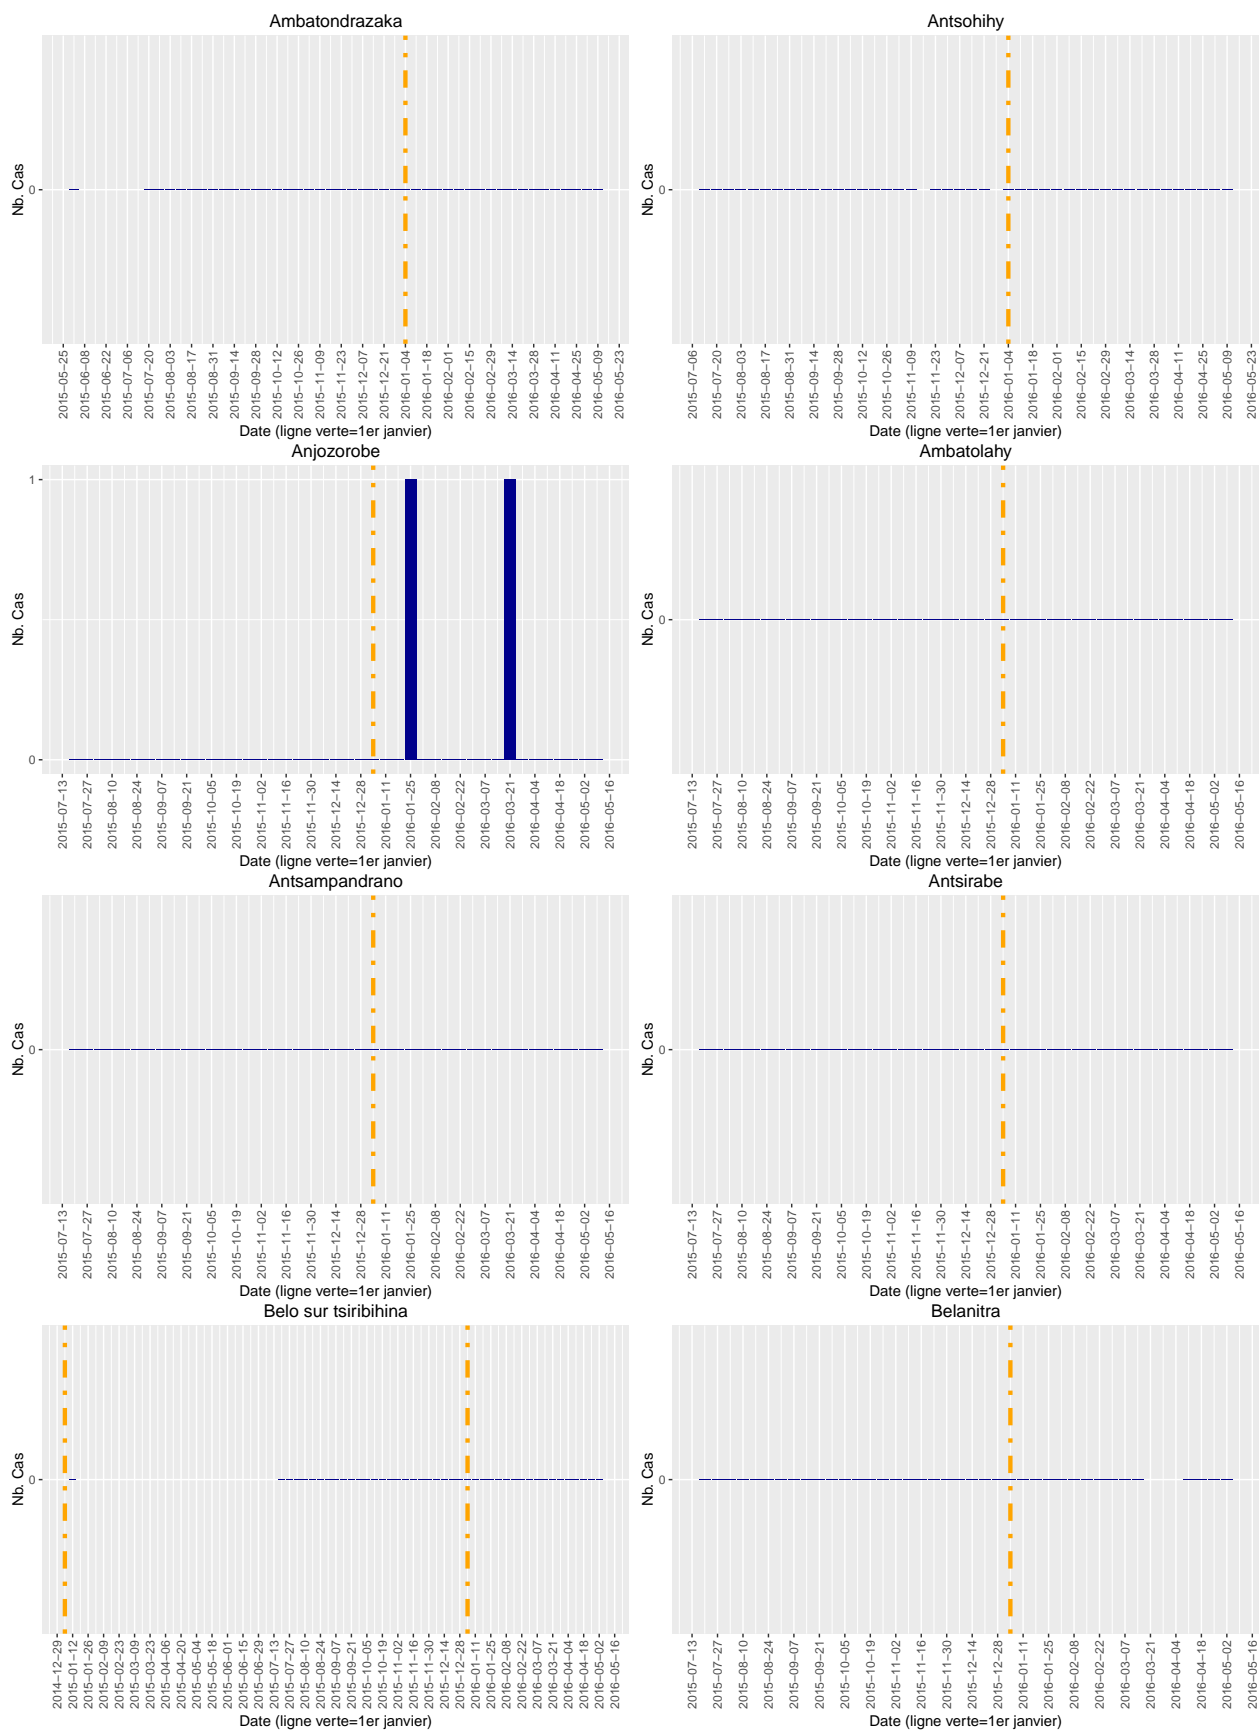 Ambatondrazaka
Nb. Cas
0
2015−05−25 2015−06−08 2015−06−22 2015−07−06 2015−07−20 2015−08−03 2015−08−17 2015−08−31 2015−09−14 2015−09−28 2015−10−12 2015−10−26 2015−11−09 2015−11−23 2015−12−07 2015−12−21 2016−01−04 2016−01−18 2016−02−01 2016−02−15 2016−02−29 2016−03−14 2016−03−28 2016−04−11 2016−04−25 2016−05−09 2016−05−23
Date (ligne verte=1er janvier)
Antsohihy
Nb. Cas
0
2015−07−06 2015−07−20 2015−08−03 2015−08−17 2015−08−31 2015−09−14 2015−09−28 2015−10−12 2015−10−26 2015−11−09 2015−11−23 2015−12−07 2015−12−21 2016−01−04 2016−01−18 2016−02−01 2016−02−15 2016−02−29 2016−03−14 2016−03−28 2016−04−11 2016−04−25 2016−05−09 2016−05−23
Date (ligne verte=1er janvier)
Anjozorobe
Nb. Cas
1
0
2015−07−13 2015−07−27 2015−08−10 2015−08−24 2015−09−07 2015−09−21 2015−10−05 2015−10−19 2015−11−02 2015−11−16 2015−11−30 2015−12−14 2015−12−28 2016−01−11 2016−01−25 2016−02−08 2016−02−22 2016−03−07 2016−03−21 2016−04−04 2016−04−18 2016−05−02 2016−05−16
Date (ligne verte=1er janvier)
Ambatolahy
Nb. Cas
0
2015−07−13 2015−07−27 2015−08−10 2015−08−24 2015−09−07 2015−09−21 2015−10−05 2015−10−19 2015−11−02 2015−11−16 2015−11−30 2015−12−14 2015−12−28 2016−01−11 2016−01−25 2016−02−08 2016−02−22 2016−03−07 2016−03−21 2016−04−04 2016−04−18 2016−05−02 2016−05−16
Date (ligne verte=1er janvier)
Antsampandrano
Nb. Cas
0
2015−07−13 2015−07−27 2015−08−10 2015−08−24 2015−09−07 2015−09−21 2015−10−05 2015−10−19 2015−11−02 2015−11−16 2015−11−30 2015−12−14 2015−12−28 2016−01−11 2016−01−25 2016−02−08 2016−02−22 2016−03−07 2016−03−21 2016−04−04 2016−04−18 2016−05−02 2016−05−16
Date (ligne verte=1er janvier)
Antsirabe
Nb. Cas
0
2015−07−13 2015−07−27 2015−08−10 2015−08−24 2015−09−07 2015−09−21 2015−10−05 2015−10−19 2015−11−02 2015−11−16 2015−11−30 2015−12−14 2015−12−28 2016−01−11 2016−01−25 2016−02−08 2016−02−22 2016−03−07 2016−03−21 2016−04−04 2016−04−18 2016−05−02 2016−05−16
Date (ligne verte=1er janvier)
Belo sur tsiribihina
Nb. Cas
0
2014−12−29 2015−01−12 2015−01−26 2015−02−09 2015−02−23 2015−03−09 2015−03−23 2015−04−06 2015−04−20 2015−05−04 2015−05−18 2015−06−01 2015−06−15 2015−06−29 2015−07−13 2015−07−27 2015−08−10 2015−08−24 2015−09−07 2015−09−21 2015−10−05 2015−10−19 2015−11−02 2015−11−16 2015−11−30 2015−12−14 2015−12−28 2016−01−11 2016−01−25 2016−02−08 2016−02−22 2016−03−07 2016−03−21 2016−04−04 2016−04−18 2016−05−02 2016−05−16
Date (ligne verte=1er janvier)
Belanitra
Nb. Cas
0
2015−07−13 2015−07−27 2015−08−10 2015−08−24 2015−09−07 2015−09−21 2015−10−05 2015−10−19 2015−11−02 2015−11−16 2015−11−30 2015−12−14 2015−12−28 2016−01−11 2016−01−25 2016−02−08 2016−02−22 2016−03−07 2016−03−21 2016−04−04 2016−04−18 2016−05−02 2016−05−16
Date (ligne verte=1er janvier)